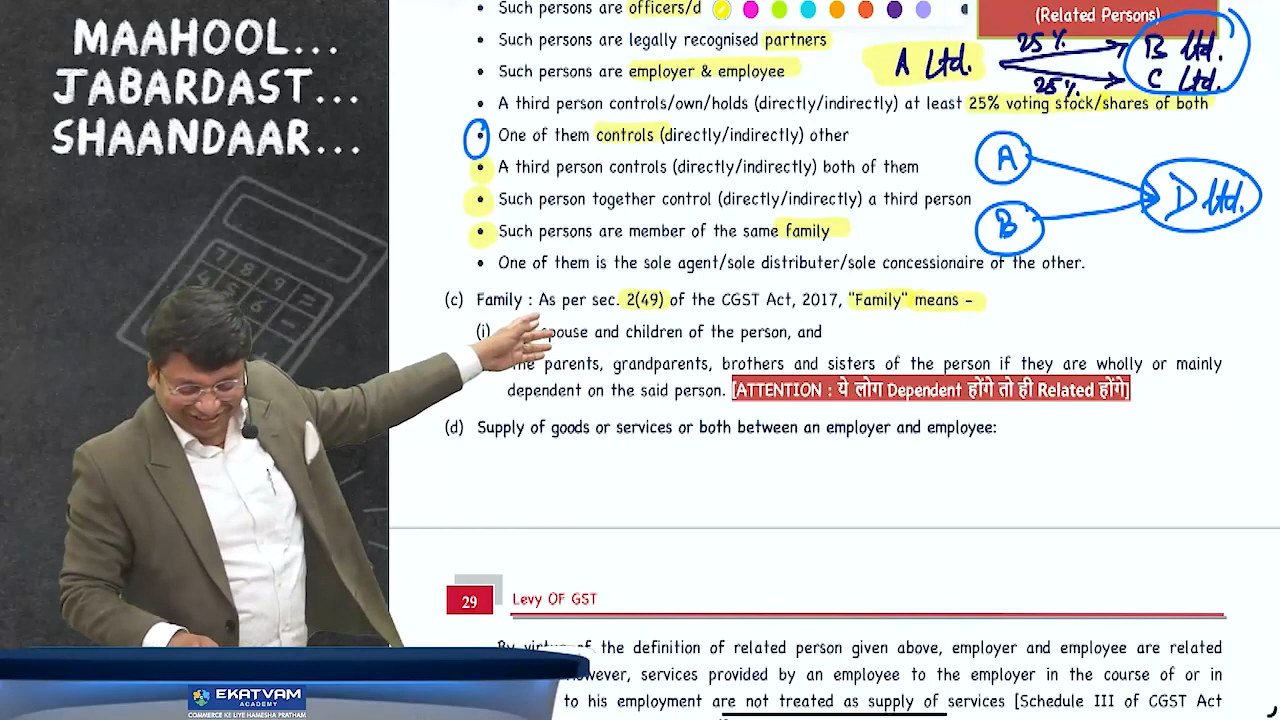 MAAHOOL...
JABARDAST...
SHAANDAAR...
EKATVAM
ACADEMY
COMMERCE KE LIYE HAMESHA PRATHAM
(Related Persons)
• Such persons are officers/d
• Such persons are legally recognised partners
• Such persons are employer & employee
• A third person controls/own/holds (directly/indirectly) at least 25% voting stock/shares of both
• One of them controls (directly/indirectly) other
• A third person controls (directly/indirectly) both of them
• Such person together control (directly/indirectly) a third person
• Such persons are member of the same family
• One of them is the sole agent/sole distributer/sole concessionaire of the other.
A Ltd.
25%
25%
B Ltd.
C Ltd.
A
B
D Ltd.
(c) Family : As per sec. 2(49) of the CGST Act, 2017, "Family" means –
(i) pouse and children of the person, and
parents, grandparents, brothers and sisters of the person if they are wholly or mainly
dependent on the said person. [ATTENTION : ये लोग Dependent होंगे तो ही Related होंगे]
(d) Supply of goods or services or both between an employer and employee:
29 Levy OF GST
By of the definition of related person given above, employer and employee are related
services provided by an employee to the employer in the course of or in
to his employment are not treated as supply of services [Schedule III of CGST Act